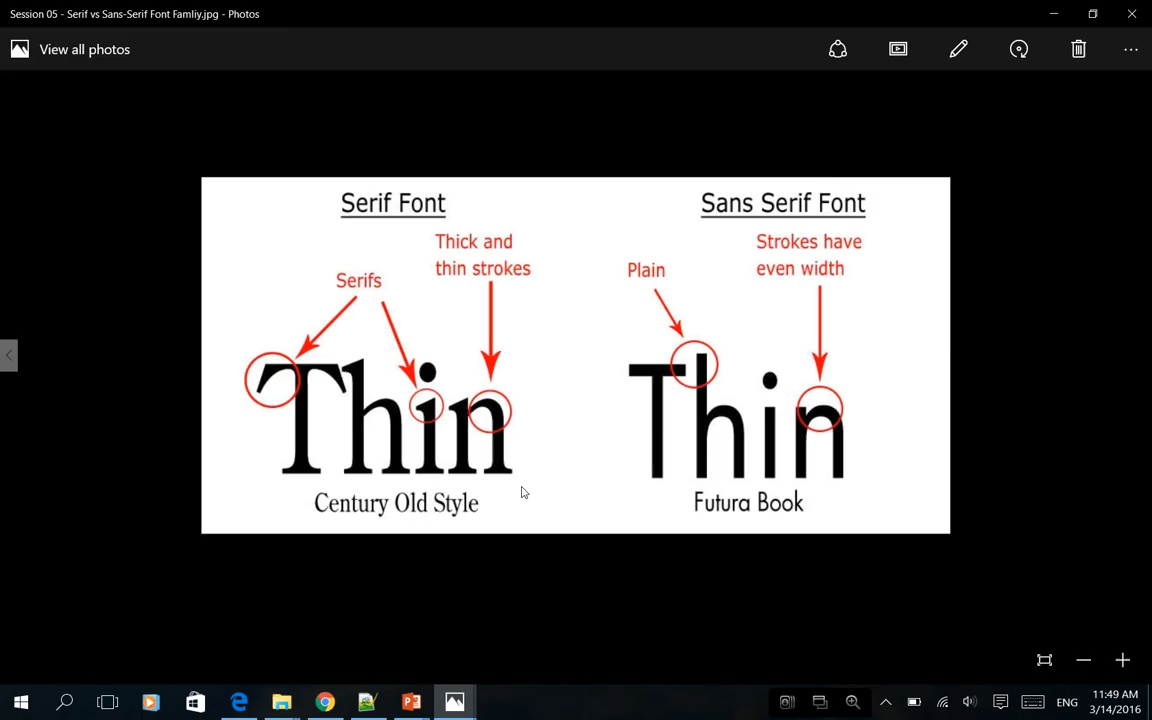 Session 05 - Serif vs Sans-Serif Font Famliy.jpg - Photos
View all photos
Serif Font
Sans Serif Font
Thick and
thin strokes
Serifs
Strokes have
even width
Plain
Thin
Thin
Century Old Style
Futura Book
11:49 AM
ENG
3/14/2016